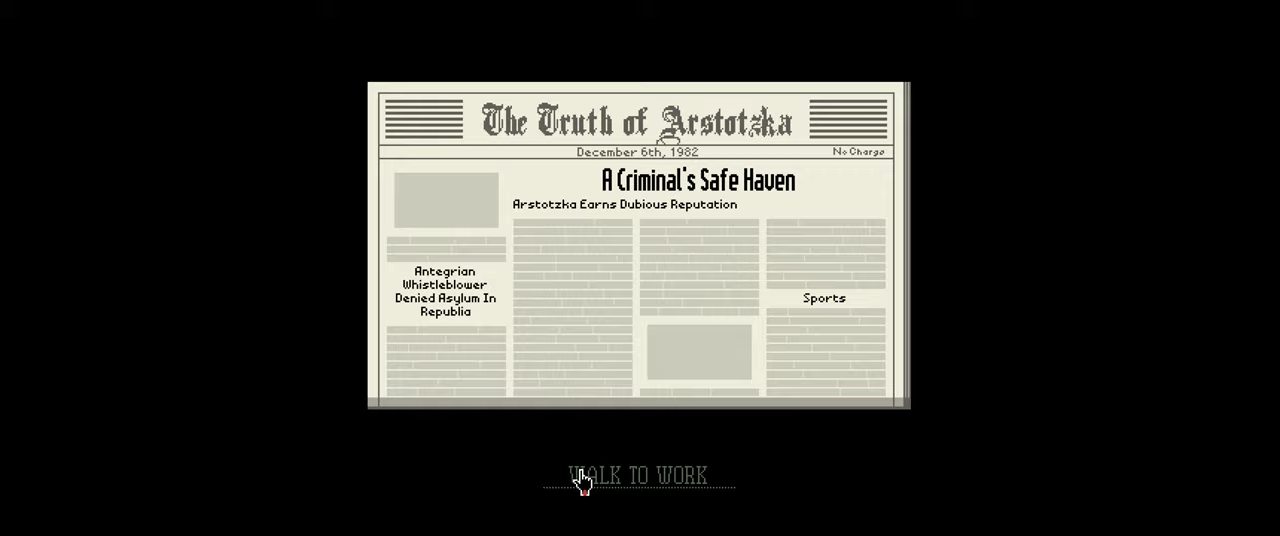 The Truth of Arstotzka
December 6th, 1982
No Charge
A Criminal's Safe Haven
Arstotzka Earns Dubious Reputation
Antegrian
Whistleblower
Denied Asylum In
Republia
Sports
WALK TO WORK